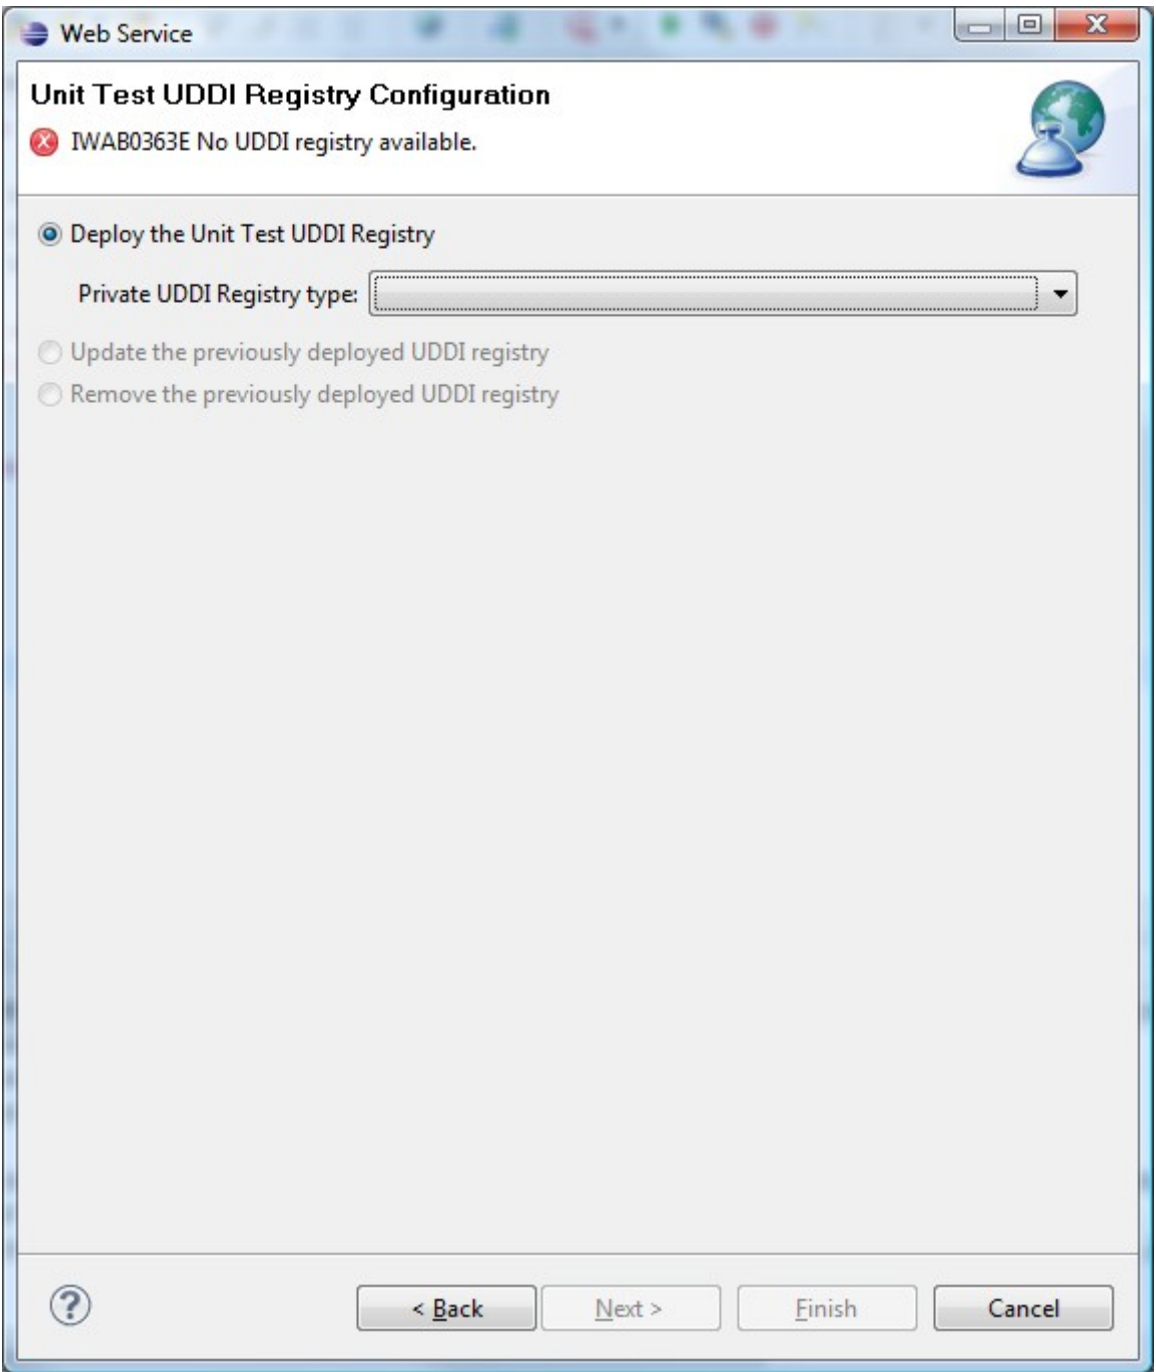 Web Service
Unit Test UDDI Registry Configuration
IWAB0363E No UDDI registry available.
Deploy the Unit Test UDDI Registry
Private UDDI Registry type:
Update the previously deployed UDDI registry
Remove the previously deployed UDDI registry
? < Back Next > Finish Cancel